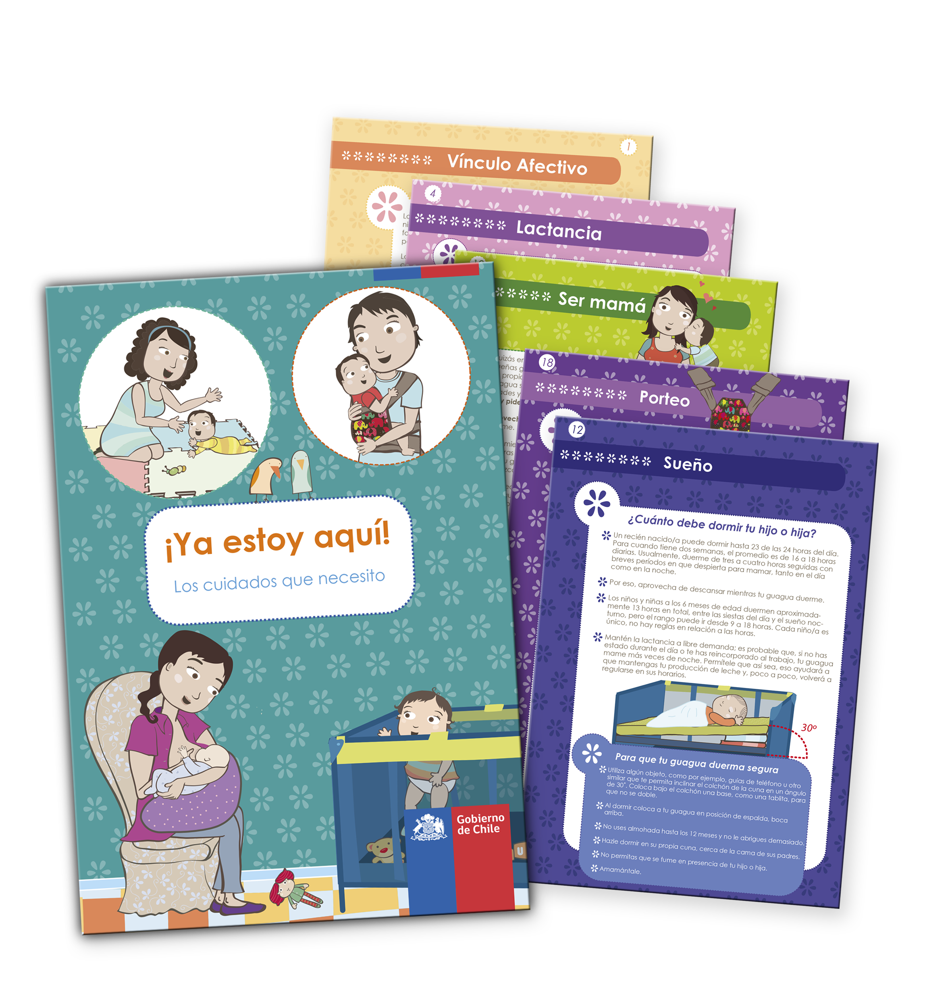 ¡Ya estoy aquí!
Los cuidados que necesito
Gobierno
de Chile
U
1
Vínculo Afectivo
4
Lactancia
Ser mamá
y pide
18
Porteo
12
Sueño
¿Cuánto debe dormir tu hijo o hija?
Un recién nacido/a puede dormir hasta 23 de las 24 horas del día.
Para cuando tiene dos semanas, el promedio es de 16 a 18 horas
diarias. Usualmente, duerme de tres a cuatro horas seguidas con
breves períodos en que despierta para mamar, tanto en el día
como en la noche.
Por eso, aprovecha de descansar mientras tu guagua duerme.
Los niños y niñas a los 6 meses de edad duermen aproximada-
mente 13 horas en total, entre las siestas del día y el sueño noc-
turno, pero el rango puede ir desde 9 a 18 horas. Cada niño/a es
único, no hay reglas en relación a las horas.
Mantén la lactancia a libre demanda; es probable que, si no has
estado durante el día o te has reincorporado al trabajo, tu guagua
mame más veces de noche. Permítele que así sea, eso ayudará a
que mantengas tu producción de leche y, poco a poco, volverá a
regularse en sus horarios.
30º
Para que tu guagua duerma segura
Utiliza algún objeto, como por ejemplo, guías de teléfono u otro
similar que te permita inclinar el colchón de la cuna en un ángulo
de 30°. Coloca bajo el colchón una base, como una tablita, para
que no se doble.
Al dormir coloca a tu guagua en posición de espalda, boca
arriba.
No uses almohada hasta los 12 meses y no le abrigues demasiado.
Hazle dormir en su propia cuna, cerca de la cama de sus padres.
No permitas que se fume en presencia de tu hijo o hija.
Amamántale.